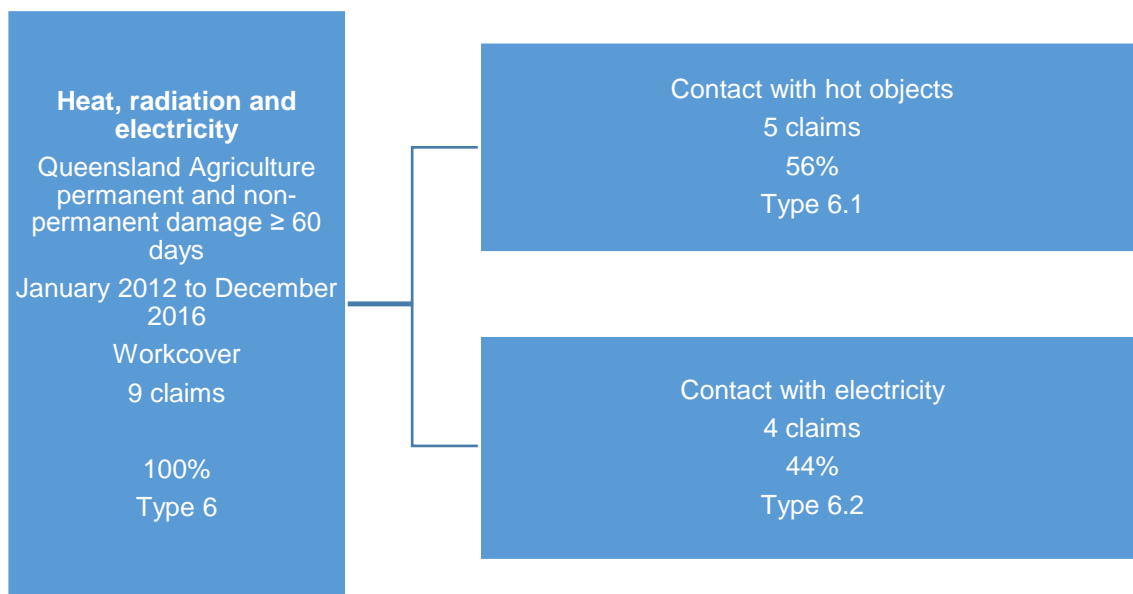 Heat, radiation and
electricity
Queensland Agriculture
permanent and non-
permanent damage ≥ 60
days
January 2012 to December
2016
Workcover
9 claims
100%
Type 6
Contact with hot objects
5 claims
56%
Type 6.1
Contact with electricity
4 claims
44%
Type 6.2